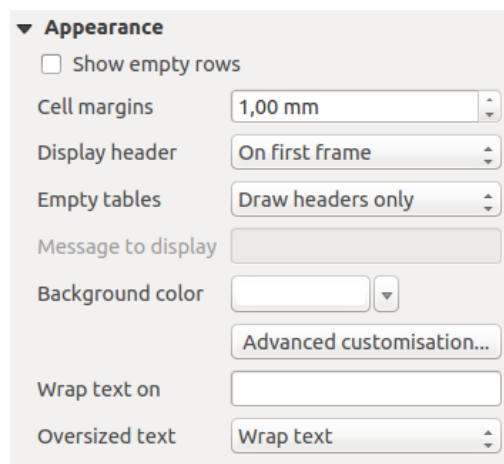 Appearance
Show empty rows
Cell margins 1,00 mm
Display header On first frame
Empty tables Draw headers only
Message to display
Background color
Advanced customisation...
Wrap text on
Oversized text Wrap text